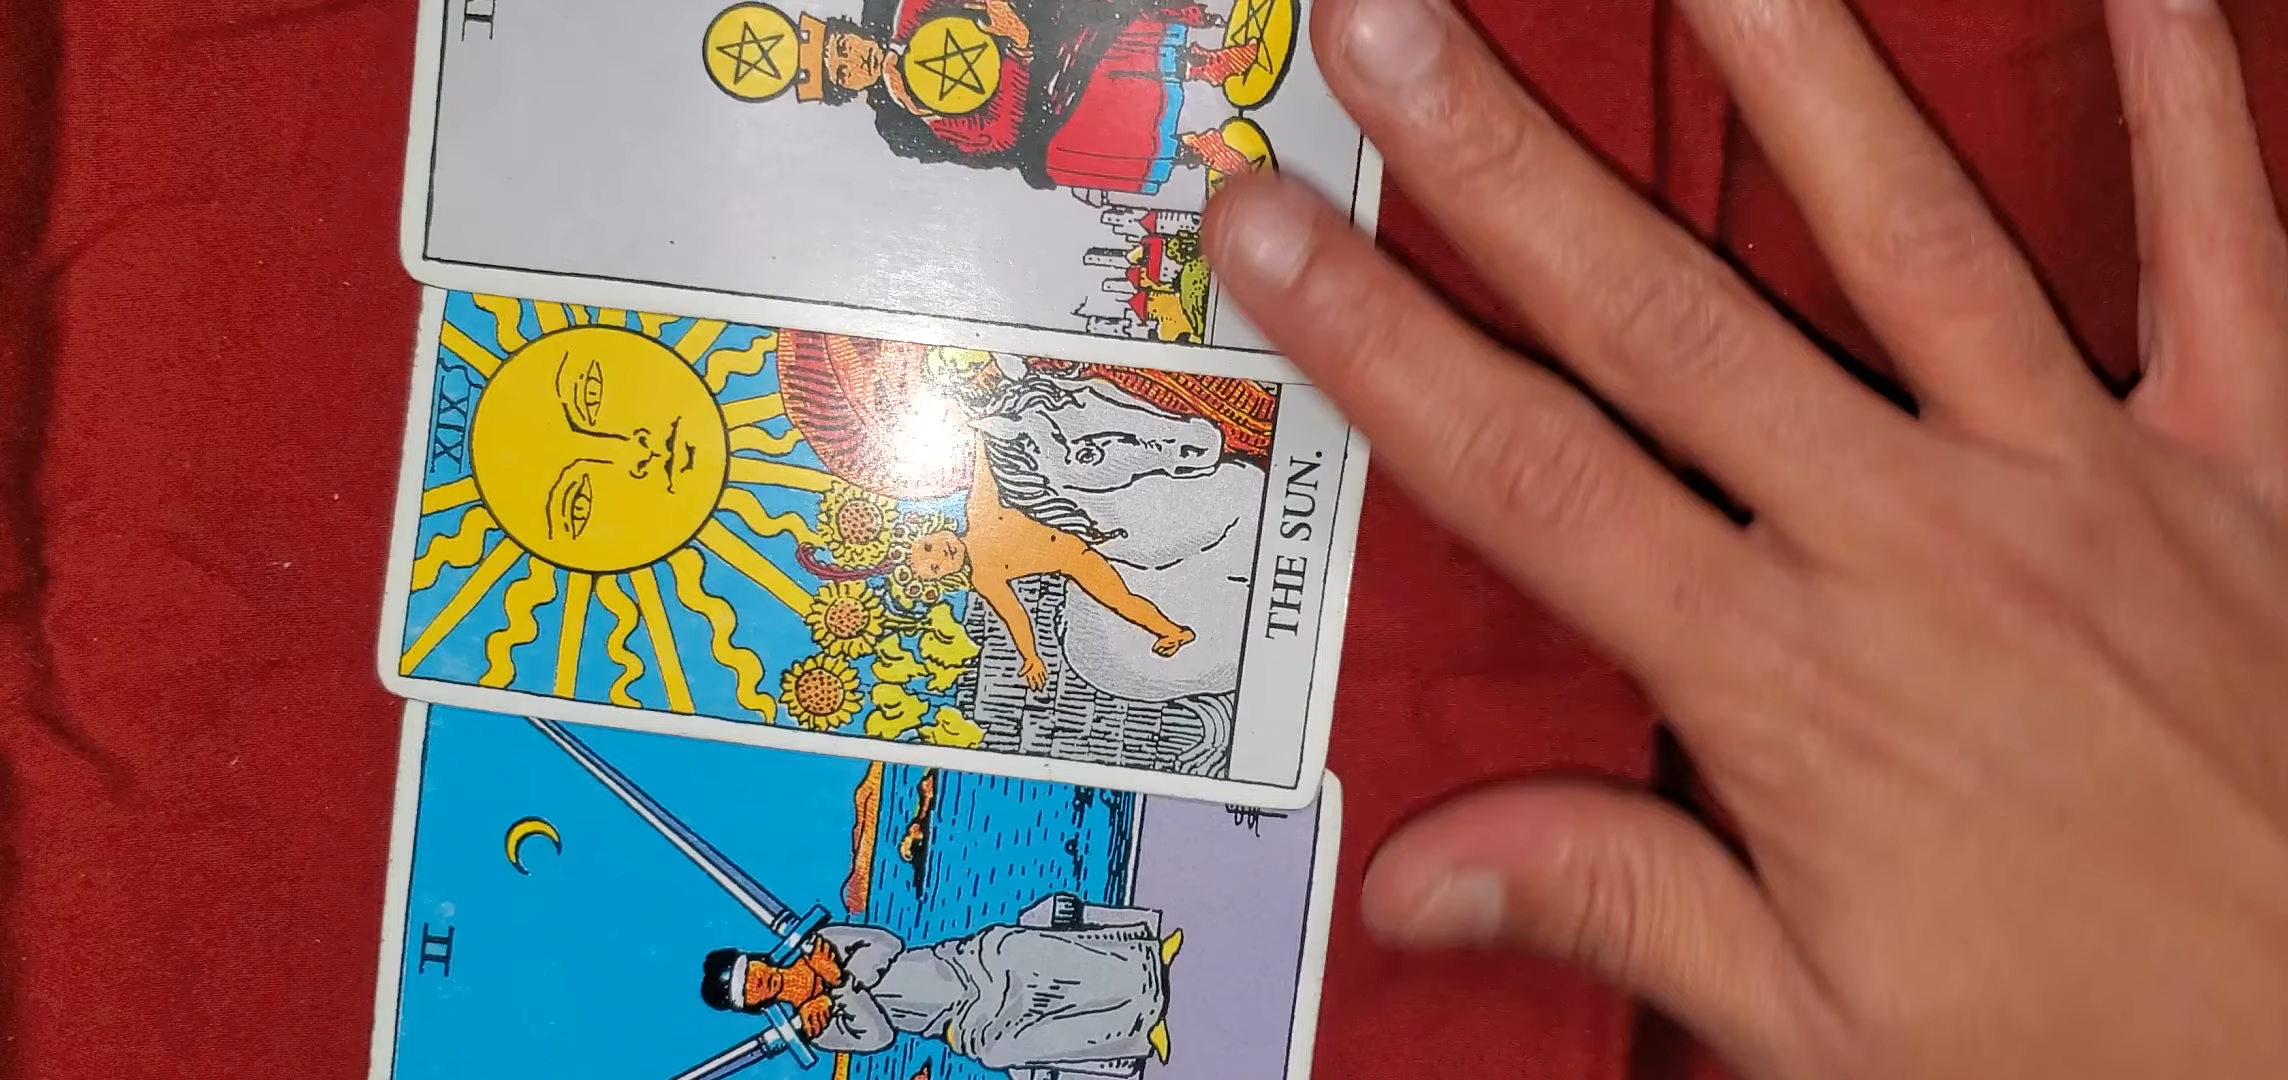 XIX
THE SUN.
II